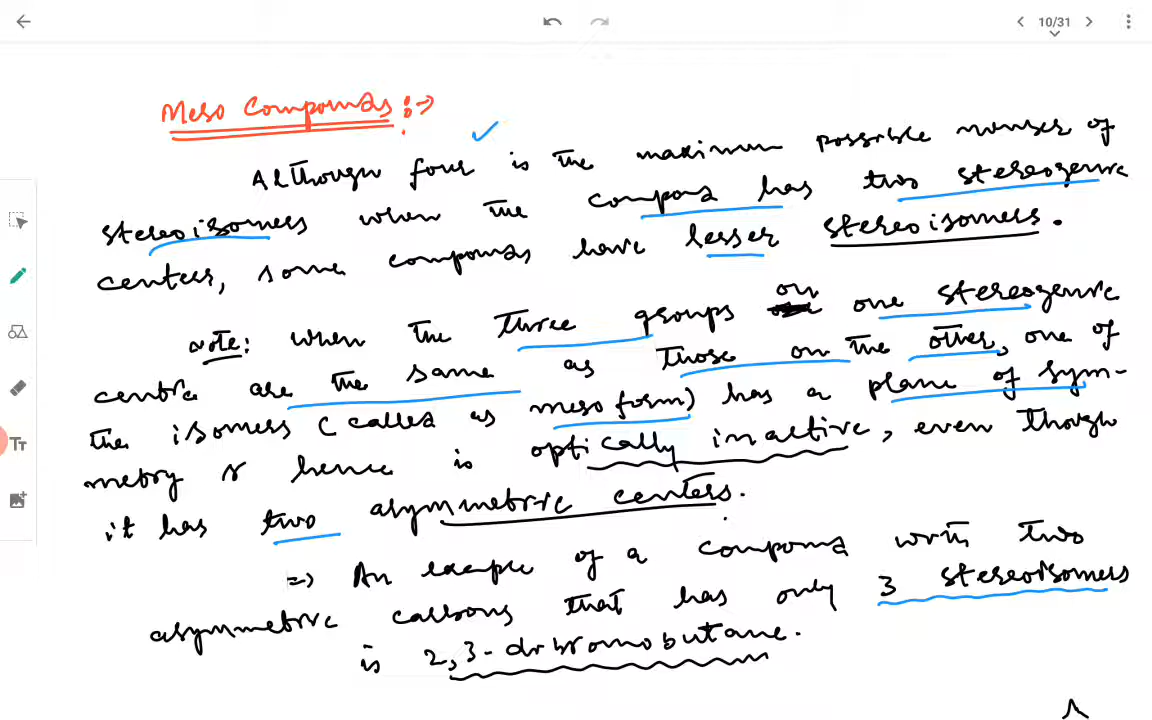 10/31
Meso Compounds :->
Although four is the maximum possible number of
stereoisomers when the compound has two stereogenic
centers, some compounds have lesser stereoisomers.
Note: when the three groups on one stereogenic
centre are the same as those on the other, one of
the isomers (called as meso form) has a plane of sym-
metry & hence is optically inactive, even though
it has two asymmetric centers.
=> An example of a compound with two
asymmetric carbons that has only 3 stereoisomers
is 2,3-dibromobutane.
Tт